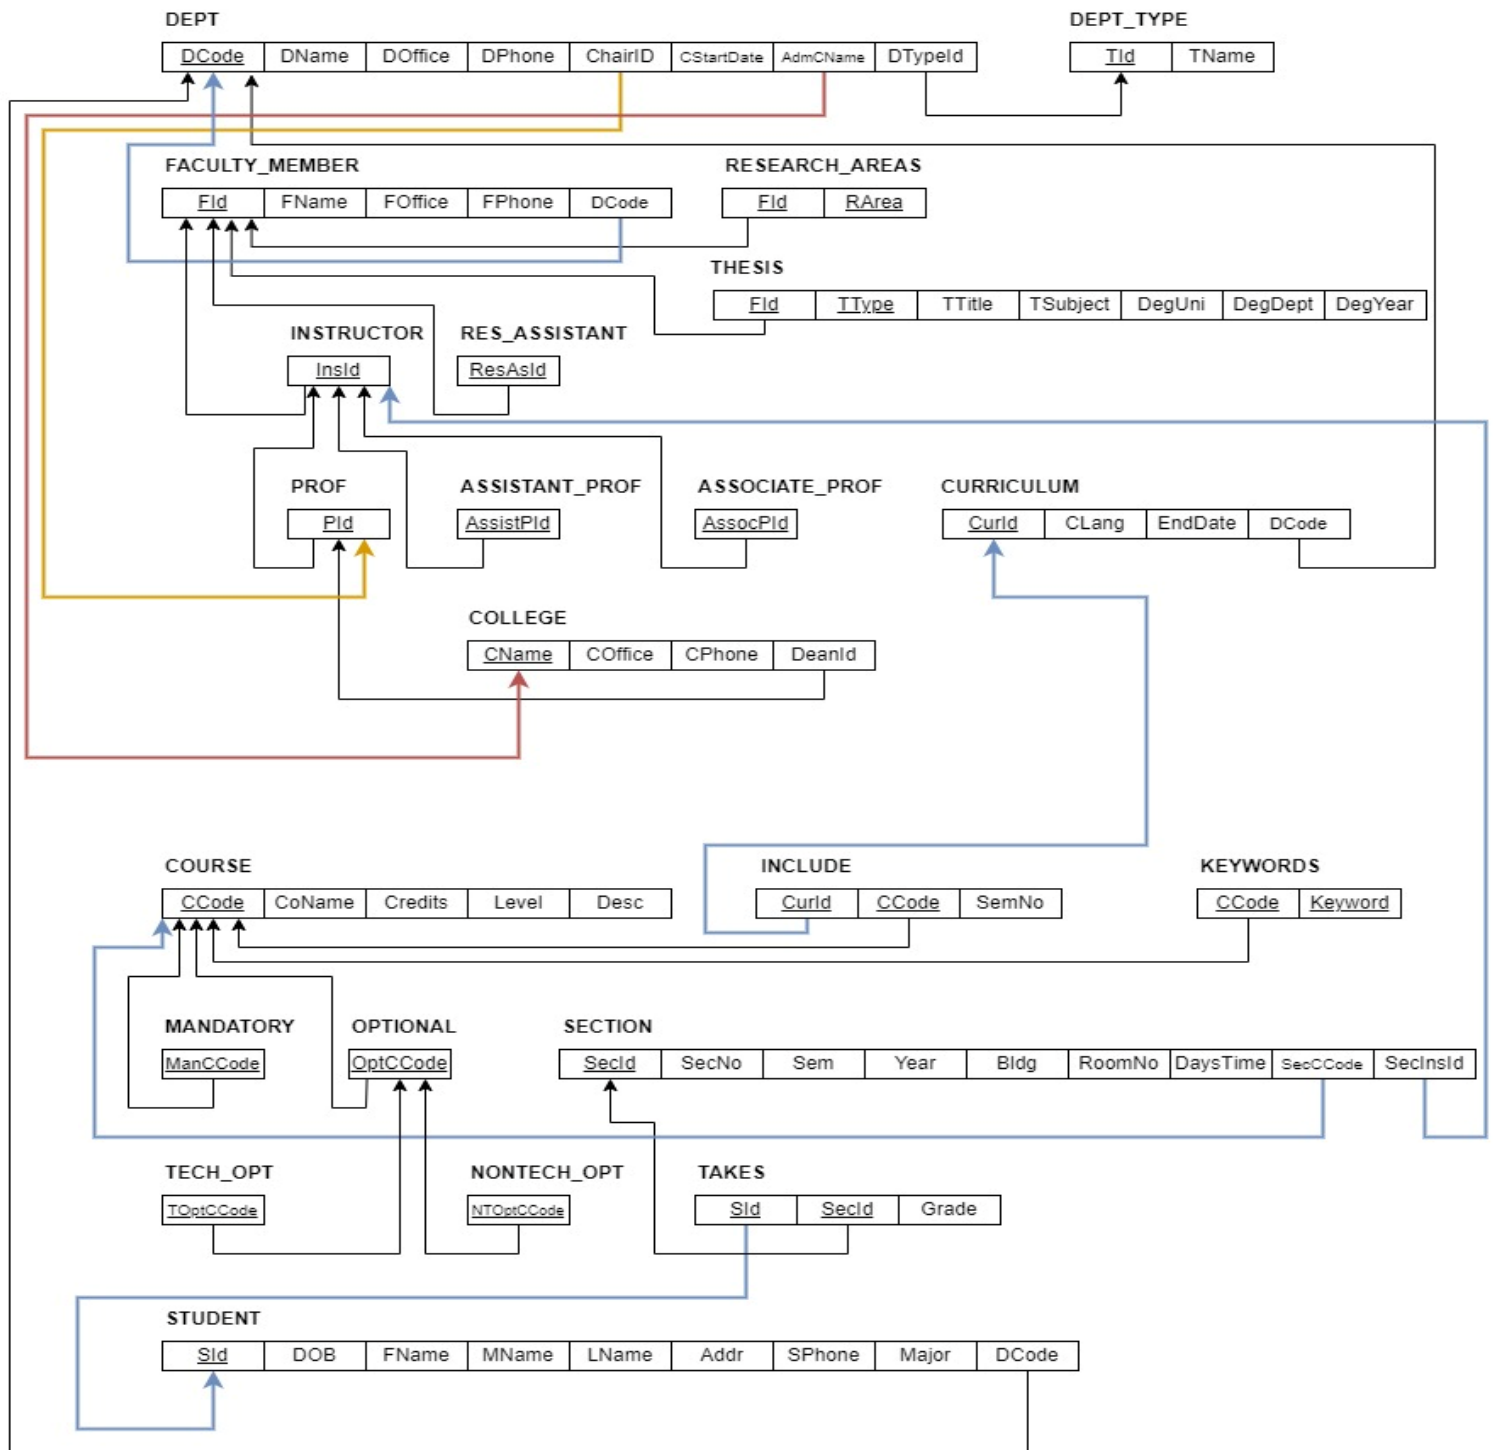 DEPT
DCode DName DOffice DPhone ChairID CStartDate AdmCName DTypeId
DEPT_TYPE
TId TName
FACULTY_MEMBER
FId FName FOffice FPhone DCode
RESEARCH_AREAS
FId RArea
THESIS
FId TType TTitle TSubject DegUni DegDept DegYear
INSTRUCTOR
InsId
RES_ASSISTANT
ResAsId
PROF
PId
ASSISTANT_PROF
AssistPId
ASSOCIATE_PROF
AssocPId
CURRICULUM
CurId CLang EndDate DCode
COLLEGE
CName COffice CPhone DeanId
COURSE
CCode CoName Credits Level Desc
INCLUDE
CurId CCode SemNo
KEYWORDS
CCode Keyword
MANDATORY
ManCCode
OPTIONAL
OptCCode
SECTION
SecId SecNo Sem Year Bldg RoomNo DaysTime SecCCode SecInsId
TECH_OPT
TOptCCode
NONTECH_OPT
NTOptCCode
TAKES
SId SecId Grade
STUDENT
SId DOB FName MName LName Addr SPhone Major DCode